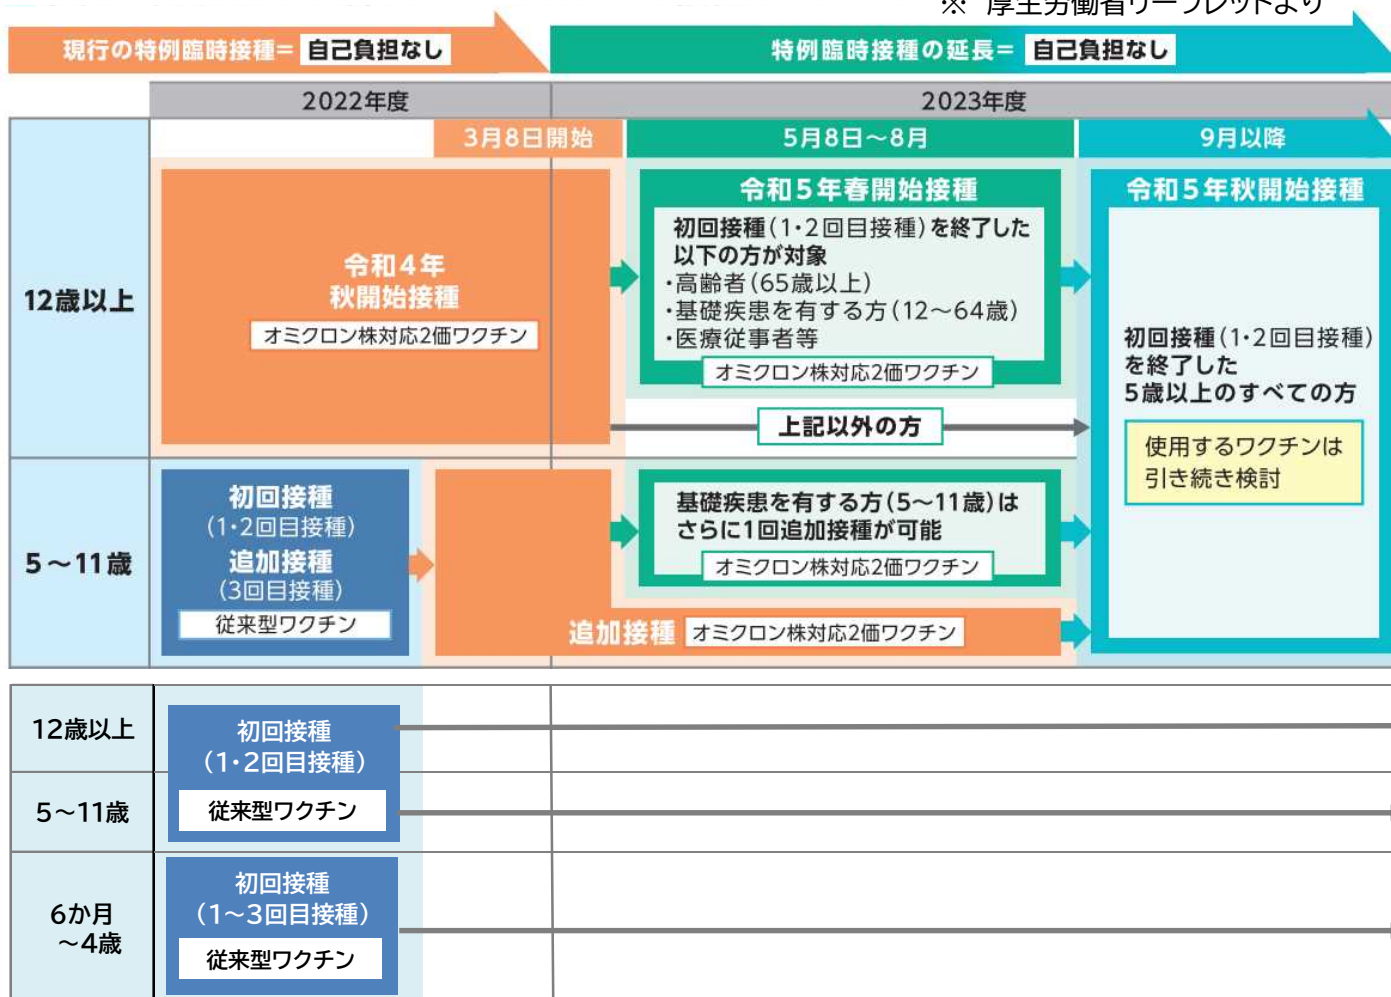 ※ 厚生労働省リーフレットより
現行の特例臨時接種= 自己負担なし
特例臨時接種の延長= 自己負担なし
2022年度
2023年度
3月8日開始
5月8日～8月
9月以降
12歳以上
令和4年
秋開始接種
オミクロン株対応2価ワクチン
令和5年春開始接種
初回接種(1・2回目接種)を終了した
以下の方が対象
・高齢者(65歳以上)
・基礎疾患を有する方(12～64歳)
・医療従事者等
オミクロン株対応2価ワクチン
上記以外の方
令和5年秋開始接種
初回接種(1・2回目接種)
を終了した
5歳以上のすべての方
使用するワクチンは
引き続き検討
5～11歳
初回接種
(1・2回目接種)
追加接種
(3回目接種)
従来型ワクチン
基礎疾患を有する方(5～11歳)は
さらに1回追加接種が可能
オミクロン株対応2価ワクチン
追加接種 オミクロン株対応2価ワクチン
12歳以上
初回接種
(1・2回目接種)
5～11歳
従来型ワクチン
6か月
～4歳
初回接種
(1～3回目接種)
従来型ワクチン